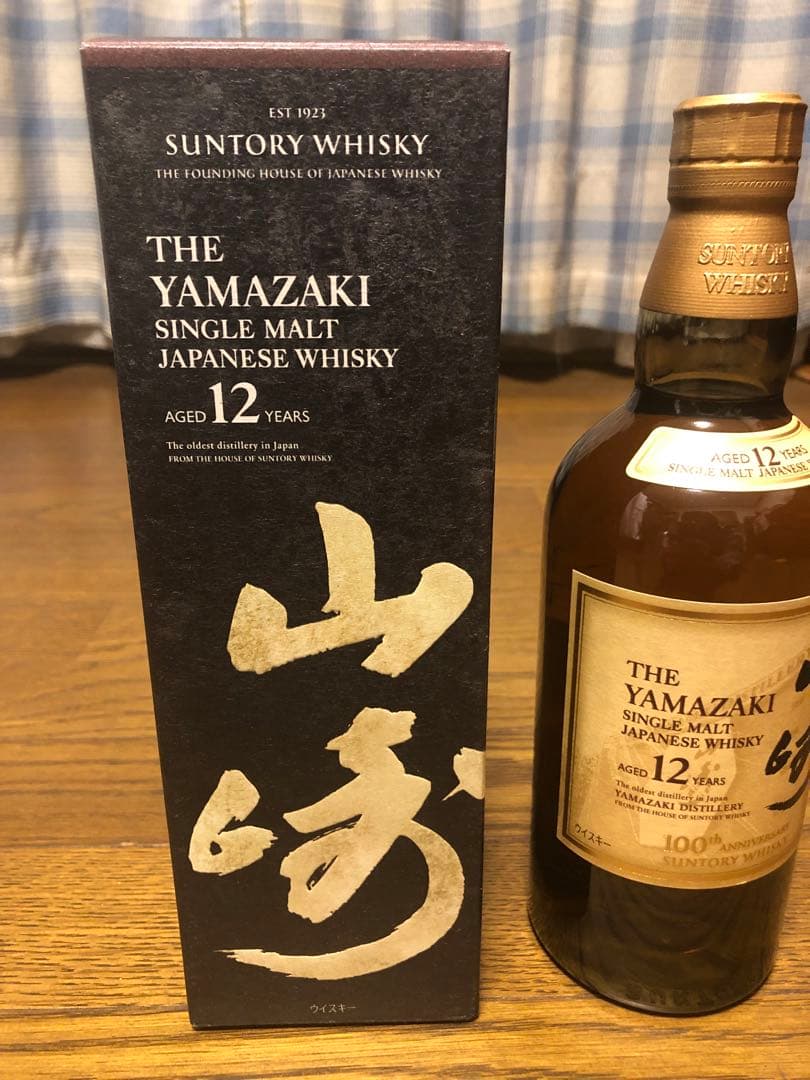 EST 1923
SUNTORY WHISKY
THE FOUNDING HOUSE OF JAPANESE WHISKY
THE
YAMAZAKI
SINGLE MALT
JAPANESE WHISKY
AGED 12 YEARS
The oldest distillery in Japan
FROM THE HOUSE OF SUNTORY WHISKY
山
崎
ウイスキー
SUNTORY
WHISKY
AGED 12 YEARS
SINGLE MALT JAPANESE
THE
YAMAZAKI
SINGLE MALT
JAPANESE WHISKY
AGED 12 YEARS
The oldest distillery in Japan
YAMAZAKI DISTILLERY
FROM THE HOUSE OF SUNTORY WHISKY
ウイスキー
100th ANNIVERSARY
SUNTORY WHISKY